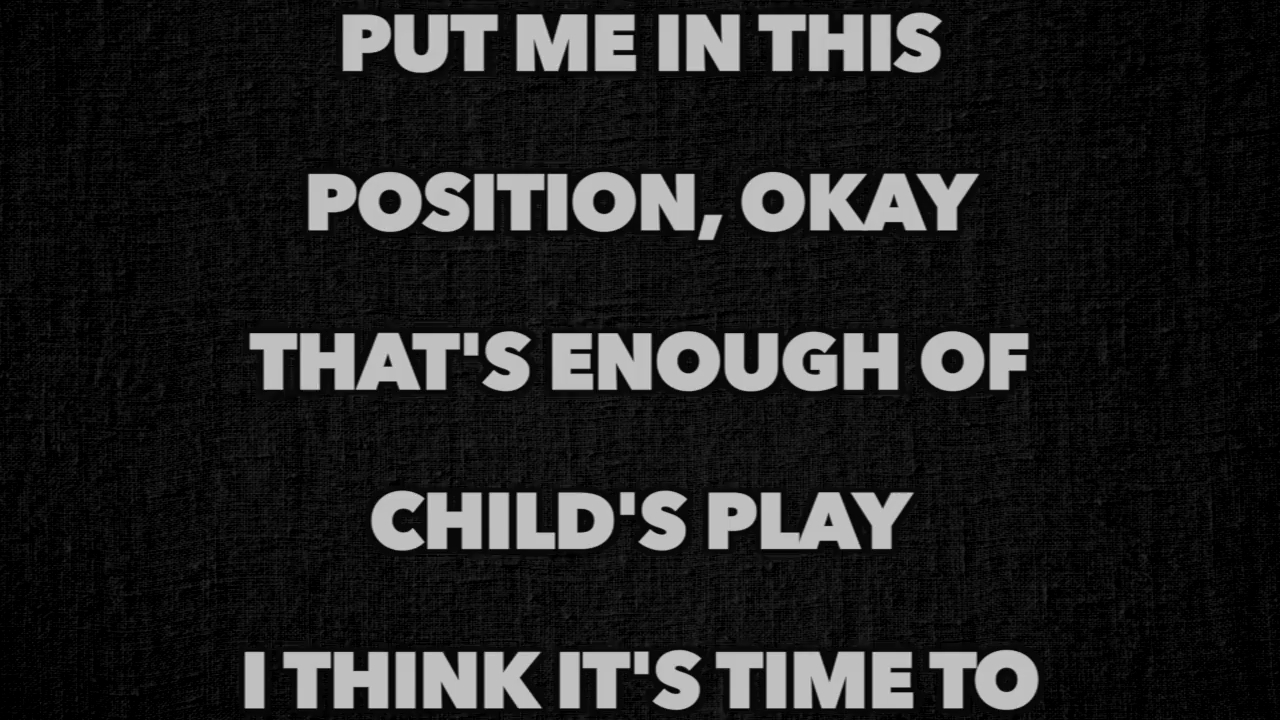 PUT ME IN THIS
POSITION, OKAY
THAT'S ENOUGH OF
CHILD'S PLAY
I THINK IT'S TIME TO